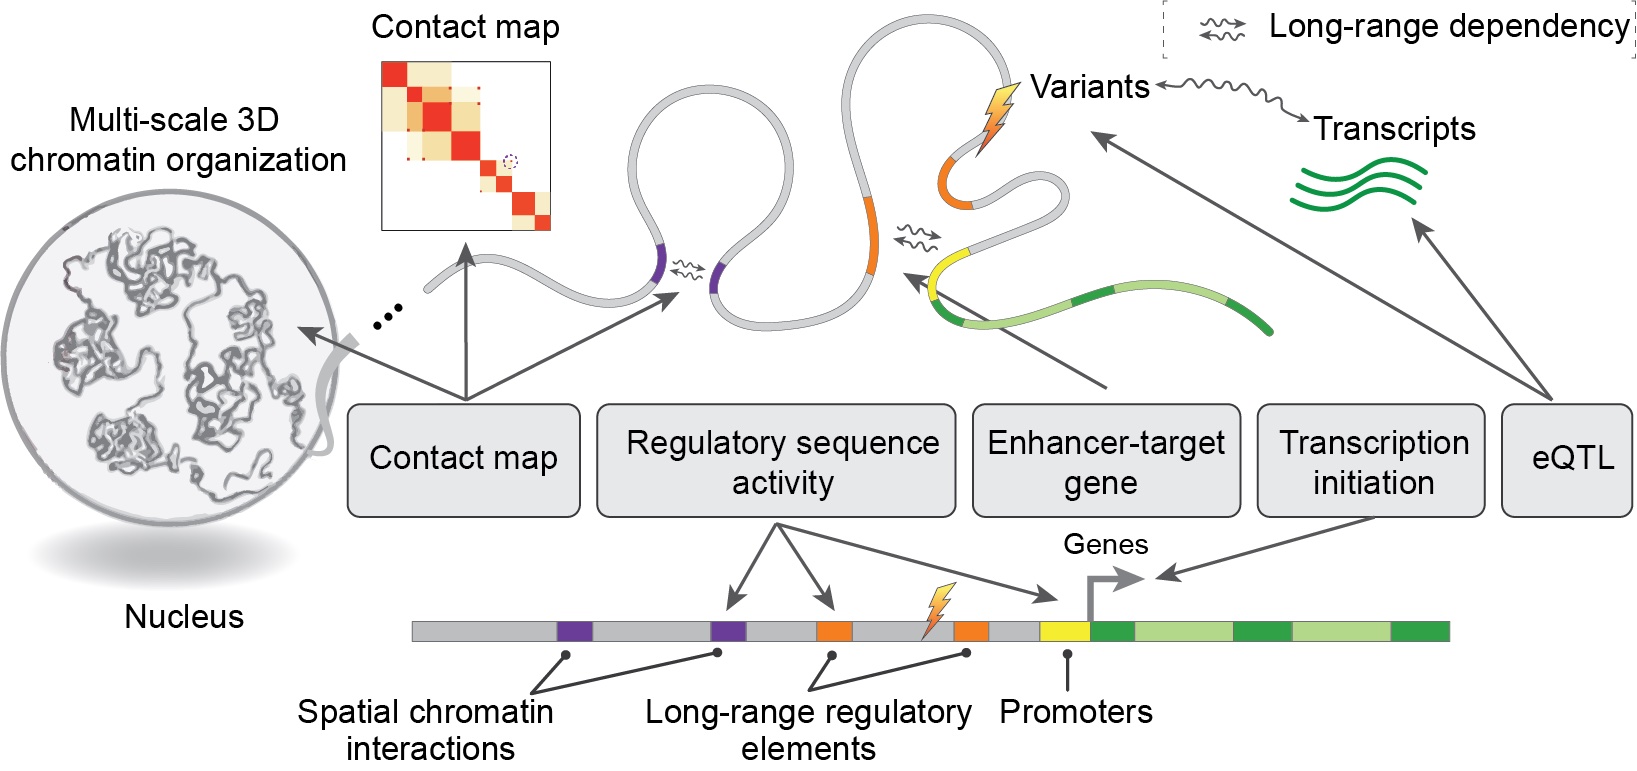 Contact map
Long-range dependency
Variants
Transcripts
Multi-scale 3D
chromatin organization
Nucleus
Contact map
Regulatory sequence
activity
Enhancer-target
gene
Transcription
initiation
eQTL
Genes
Spatial chromatin
interactions
Long-range regulatory
elements
Promoters